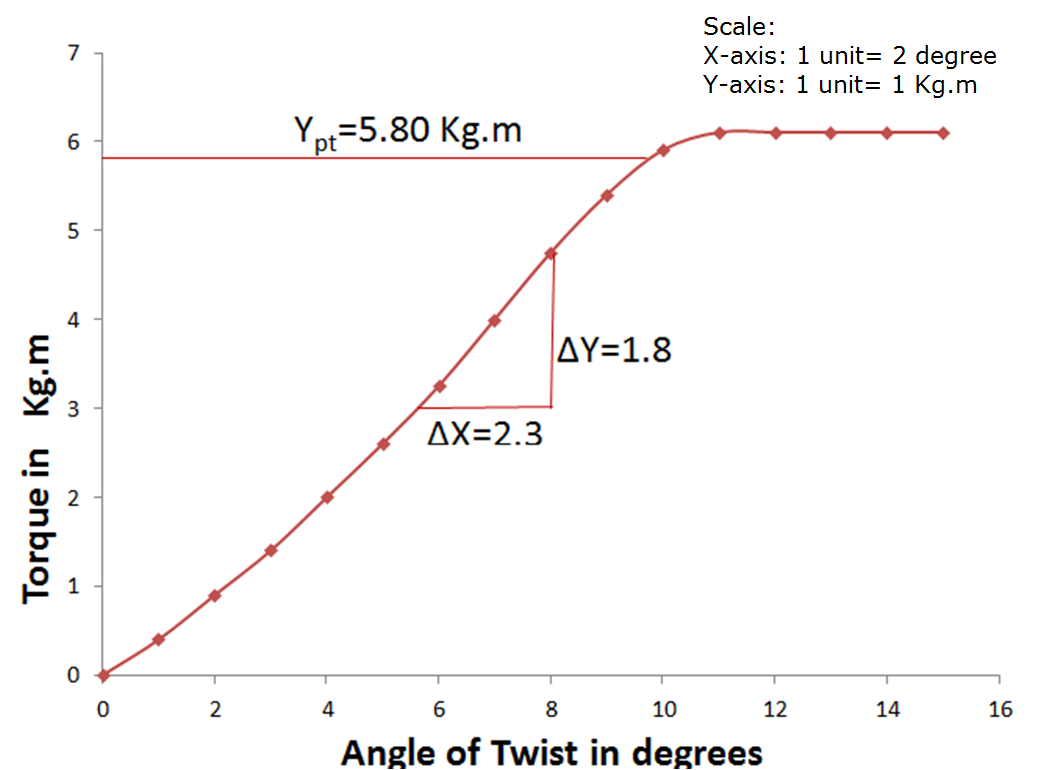 Scale:
X-axis: 1 unit= 2 degree
Y-axis: 1 unit= 1 Kg.m
7
Ypt=5.80 Kg.m
6
5
4
ΔY=1.8
3
ΔX=2.3
2
1
0
Torque in Kg.m
0 2 4 6 8 10 12 14 16
Angle of Twist in degrees